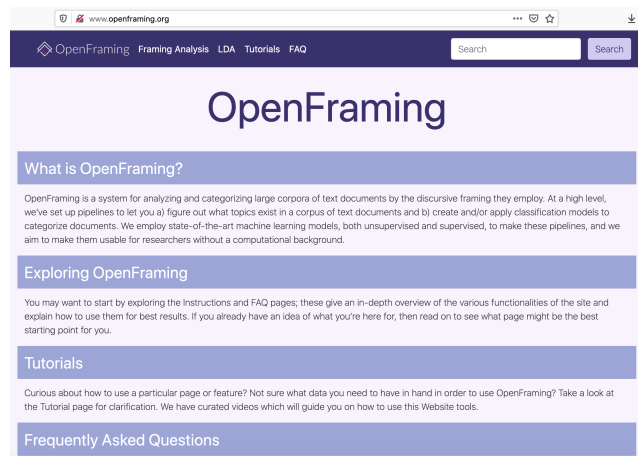 www.openframing.org
OpenFraming Framing Analysis LDA Tutorials FAQ Search Search
OpenFraming
What is OpenFraming?
OpenFraming is a system for analyzing and categorizing large corpora of text documents by the discursive framing they employ. At a high level,
we've set up pipelines to let you a) figure out what topics exist in a corpus of text documents and b) create and/or apply classification models to
categorize documents. We employ state-of-the-art machine learning models, both unsupervised and supervised, to make these pipelines, and we
aim to make them usable for researchers without a computational background.
Exploring OpenFraming
You may want to start by exploring the Instructions and FAQ pages; these give an in-depth overview of the various functionalities of the site and
explain how to use them for best results. If you already have an idea of what you're here for, then read on to see what page might be the best
starting point for you.
Tutorials
Curious about how to use a particular page or feature? Not sure what data you need to have in hand in order to use OpenFraming? Take a look at
the Tutorial page for clarification. We have curated videos which will guide you on how to use this Website tools.
Frequently Asked Questions